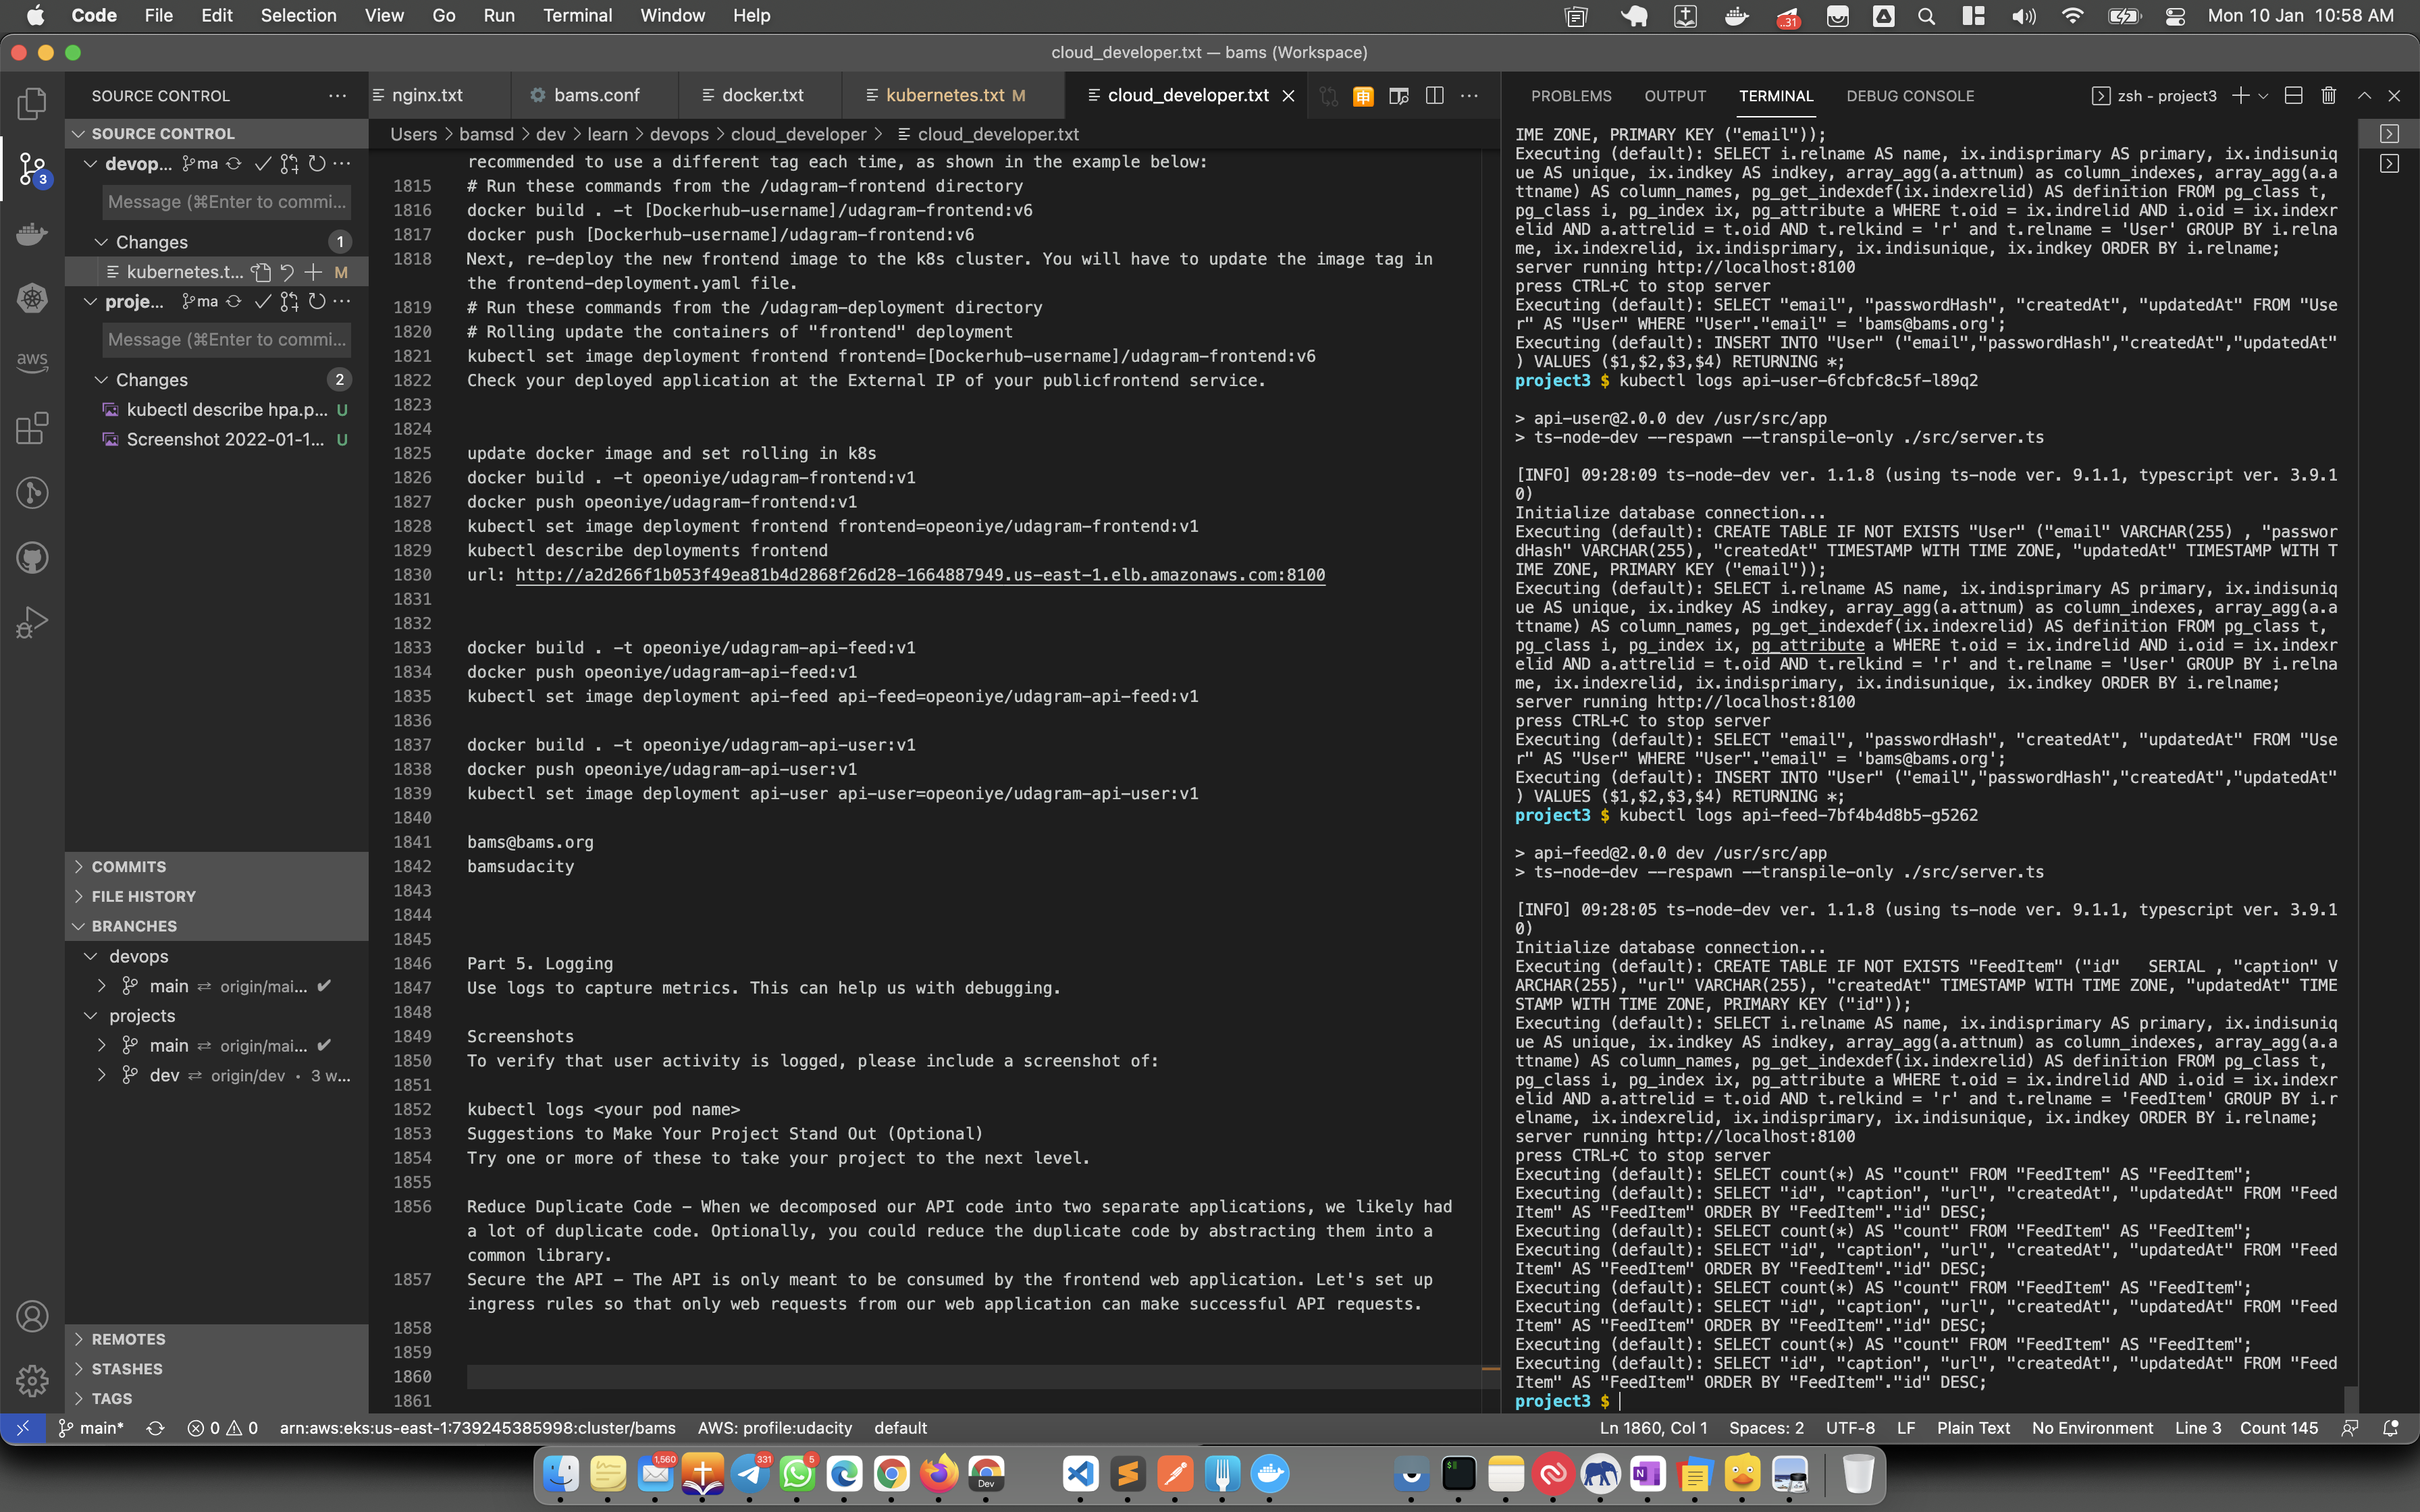 Code File Edit Selection View Go Run Terminal Window Help
..31
Mon 10 Jan 10:58 AM
cloud_developer.txt — bams (Workspace)
SOURCE CONTROL
nginx.txt
bams.conf
docker.txt
kubernetes.txt M
cloud_developer.txt
SOURCE CONTROL
devop... ma
Message (⌘Enter to commi...
Changes 1
kubernetes.t... M
proje... ma
Message (⌘Enter to commi...
Changes 2
kubectl describe hpa.p... U
Screenshot 2022-01-1... U
3
aws
COMMITS
FILE HISTORY
BRANCHES
devops
main ⇄ origin/mai... ✔
projects
main ⇄ origin/mai... ✔
dev ⇄ origin/dev • 3 w...
REMOTES
STASHES
TAGS
Users > bamsd > dev > learn > devops > cloud_developer > cloud_developer.txt
recommended to use a different tag each time, as shown in the example below:
1815 # Run these commands from the /udagram-frontend directory
1816 docker build . -t [Dockerhub-username]/udagram-frontend:v6
1817 docker push [Dockerhub-username]/udagram-frontend:v6
1818 Next, re-deploy the new frontend image to the k8s cluster. You will have to update the image tag in
the frontend-deployment.yaml file.
1819 # Run these commands from the /udagram-deployment directory
1820 # Rolling update the containers of "frontend" deployment
1821 kubectl set image deployment frontend frontend=[Dockerhub-username]/udagram-frontend:v6
1822 Check your deployed application at the External IP of your publicfrontend service.
1823
1824
1825 update docker image and set rolling in k8s
1826 docker build . -t opeoniye/udagram-frontend:v1
1827 docker push opeoniye/udagram-frontend:v1
1828 kubectl set image deployment frontend frontend=opeoniye/udagram-frontend:v1
1829 kubectl describe deployments frontend
1830 url: http://a2d266f1b053f49ea81b4d2868f26d28-1664887949.us-east-1.elb.amazonaws.com:8100
1831
1832
1833 docker build . -t opeoniye/udagram-api-feed:v1
1834 docker push opeoniye/udagram-api-feed:v1
1835 kubectl set image deployment api-feed api-feed=opeoniye/udagram-api-feed:v1
1836
1837 docker build . -t opeoniye/udagram-api-user:v1
1838 docker push opeoniye/udagram-api-user:v1
1839 kubectl set image deployment api-user api-user=opeoniye/udagram-api-user:v1
1840
1841 bams@bams.org
1842 bamsudacity
1843
1844
1845
1846 Part 5. Logging
1847 Use logs to capture metrics. This can help us with debugging.
1848
1849 Screenshots
1850 To verify that user activity is logged, please include a screenshot of:
1851
1852 kubectl logs <your pod name>
1853 Suggestions to Make Your Project Stand Out (Optional)
1854 Try one or more of these to take your project to the next level.
1855
1856 Reduce Duplicate Code – When we decomposed our API code into two separate applications, we likely had
a lot of duplicate code. Optionally, you could reduce the duplicate code by abstracting them into a
common library.
1857 Secure the API – The API is only meant to be consumed by the frontend web application. Let's set up
ingress rules so that only web requests from our web application can make successful API requests.
1858
1859
1860
1861
PROBLEMS OUTPUT TERMINAL DEBUG CONSOLE
zsh - project3
IME ZONE, PRIMARY KEY ("email"));
Executing (default): SELECT i.relname AS name, ix.indisprimary AS primary, ix.indisuniq
ue AS unique, ix.indkey AS indkey, array_agg(a.attnum) as column_indexes, array_agg(a.a
ttname) AS column_names, pg_get_indexdef(ix.indexrelid) AS definition FROM pg_class t,
pg_class i, pg_index ix, pg_attribute a WHERE t.oid = ix.indrelid AND i.oid = ix.indexr
elid AND a.attrelid = t.oid AND t.relkind = 'r' and t.relname = 'User' GROUP BY i.relna
me, ix.indexrelid, ix.indisprimary, ix.indisunique, ix.indkey ORDER BY i.relname;
server running http://localhost:8100
press CTRL+C to stop server
Executing (default): SELECT "email", "passwordHash", "createdAt", "updatedAt" FROM "Use
r" AS "User" WHERE "User"."email" = 'bams@bams.org';
Executing (default): INSERT INTO "User" ("email","passwordHash","createdAt","updatedAt"
) VALUES ($1,$2,$3,$4) RETURNING *;
project3 $ kubectl logs api-user-6fcbfc8c5f-l89q2
> api-user@2.0.0 dev /usr/src/app
> ts-node-dev --respawn --transpile-only ./src/server.ts
[INFO] 09:28:09 ts-node-dev ver. 1.1.8 (using ts-node ver. 9.1.1, typescript ver. 3.9.1
0)
Initialize database connection...
Executing (default): CREATE TABLE IF NOT EXISTS "User" ("email" VARCHAR(255) , "passwor
dHash" VARCHAR(255), "createdAt" TIMESTAMP WITH TIME ZONE, "updatedAt" TIMESTAMP WITH T
IME ZONE, PRIMARY KEY ("email"));
Executing (default): SELECT i.relname AS name, ix.indisprimary AS primary, ix.indisuniq
ue AS unique, ix.indkey AS indkey, array_agg(a.attnum) as column_indexes, array_agg(a.a
ttname) AS column_names, pg_get_indexdef(ix.indexrelid) AS definition FROM pg_class t,
pg_class i, pg_index ix, pg_attribute a WHERE t.oid = ix.indrelid AND i.oid = ix.indexr
elid AND a.attrelid = t.oid AND t.relkind = 'r' and t.relname = 'User' GROUP BY i.relna
me, ix.indexrelid, ix.indisprimary, ix.indisunique, ix.indkey ORDER BY i.relname;
server running http://localhost:8100
press CTRL+C to stop server
Executing (default): SELECT "email", "passwordHash", "createdAt", "updatedAt" FROM "Use
r" AS "User" WHERE "User"."email" = 'bams@bams.org';
Executing (default): INSERT INTO "User" ("email","passwordHash","createdAt","updatedAt"
) VALUES ($1,$2,$3,$4) RETURNING *;
project3 $ kubectl logs api-feed-7bf4b4d8b5-g5262
> api-feed@2.0.0 dev /usr/src/app
> ts-node-dev --respawn --transpile-only ./src/server.ts
[INFO] 09:28:05 ts-node-dev ver. 1.1.8 (using ts-node ver. 9.1.1, typescript ver. 3.9.1
0)
Initialize database connection...
Executing (default): CREATE TABLE IF NOT EXISTS "FeedItem" ("id"   SERIAL , "caption" V
ARCHAR(255), "url" VARCHAR(255), "createdAt" TIMESTAMP WITH TIME ZONE, "updatedAt" TIME
STAMP WITH TIME ZONE, PRIMARY KEY ("id"));
Executing (default): SELECT i.relname AS name, ix.indisprimary AS primary, ix.indisuniq
ue AS unique, ix.indkey AS indkey, array_agg(a.attnum) as column_indexes, array_agg(a.a
ttname) AS column_names, pg_get_indexdef(ix.indexrelid) AS definition FROM pg_class t,
pg_class i, pg_index ix, pg_attribute a WHERE t.oid = ix.indrelid AND i.oid = ix.indexr
elid AND a.attrelid = t.oid AND t.relkind = 'r' and t.relname = 'FeedItem' GROUP BY i.r
elname, ix.indexrelid, ix.indisprimary, ix.indisunique, ix.indkey ORDER BY i.relname;
server running http://localhost:8100
press CTRL+C to stop server
Executing (default): SELECT count(*) AS "count" FROM "FeedItem" AS "FeedItem";
Executing (default): SELECT "id", "caption", "url", "createdAt", "updatedAt" FROM "Feed
Item" AS "FeedItem" ORDER BY "FeedItem"."id" DESC;
Executing (default): SELECT count(*) AS "count" FROM "FeedItem" AS "FeedItem";
Executing (default): SELECT "id", "caption", "url", "createdAt", "updatedAt" FROM "Feed
Item" AS "FeedItem" ORDER BY "FeedItem"."id" DESC;
Executing (default): SELECT count(*) AS "count" FROM "FeedItem" AS "FeedItem";
Executing (default): SELECT "id", "caption", "url", "createdAt", "updatedAt" FROM "Feed
Item" AS "FeedItem" ORDER BY "FeedItem"."id" DESC;
Executing (default): SELECT count(*) AS "count" FROM "FeedItem" AS "FeedItem";
Executing (default): SELECT "id", "caption", "url", "createdAt", "updatedAt" FROM "Feed
Item" AS "FeedItem" ORDER BY "FeedItem"."id" DESC;
project3 $
main* 0 0 arn:aws:eks:us-east-1:739245385998:cluster/bams AWS: profile:udacity default
Ln 1860, Col 1 Spaces: 2 UTF-8 LF Plain Text No Environment Line 3 Count 145
1,560
331
5
Dev